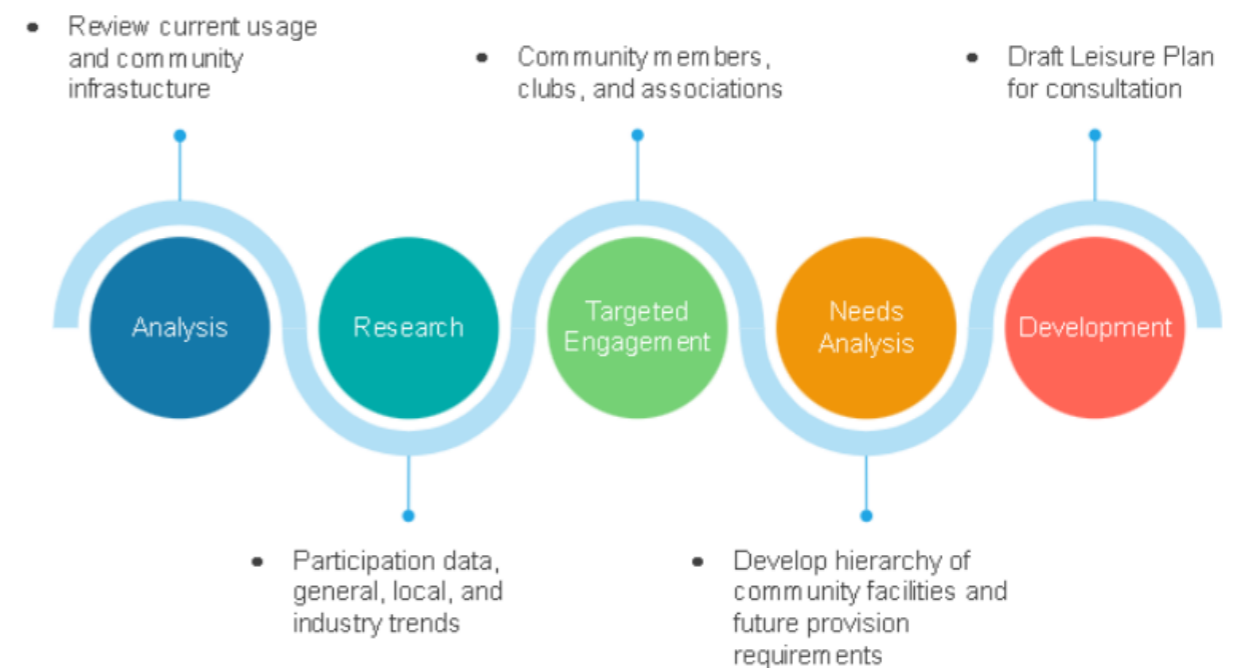 • Review current usage
and community
infrastucture
• Community members,
clubs, and associations
• Draft Leisure Plan
for consultation
Analysis
Research
Targeted
Engagement
Needs
Analysis
Development
• Participation data,
general, local, and
industry trends
• Develop hierarchy of
community facilities and
future provision
requirements